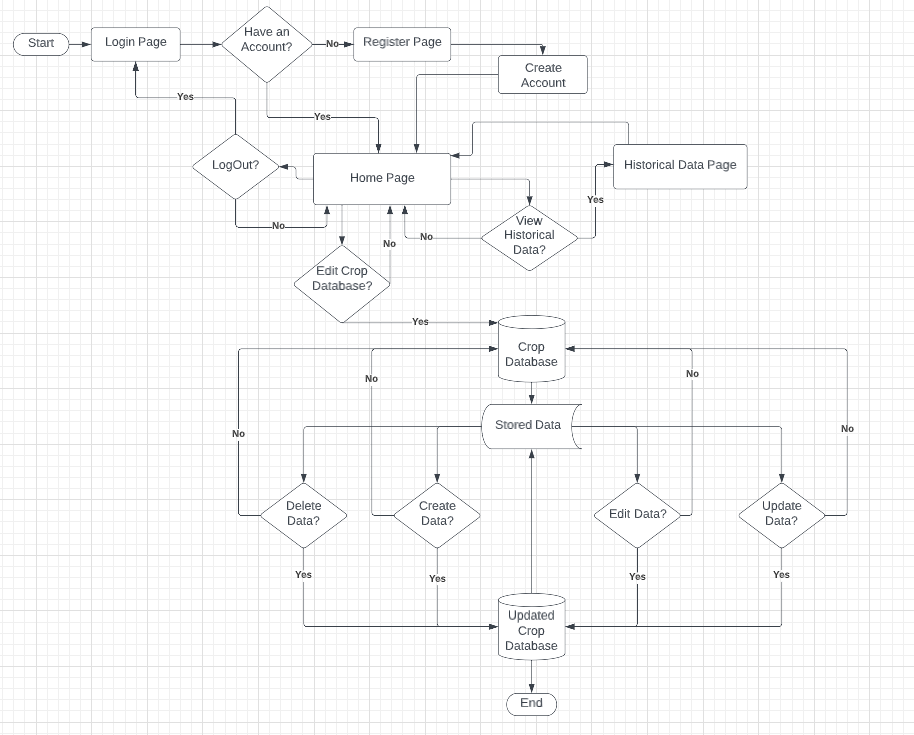 Start
Login Page
Have an
Account?
No
Register Page
Create
Account
Yes
Yes
LogOut?
Home Page
Historical Data Page
Yes
No
View
Historical
Data?
No
No
Edit Crop
Database?
Yes
Crop
Database
No
No
No
Stored Data
No
Delete
Data?
Create
Data?
Edit Data?
Update
Data?
Yes
Yes
Yes
Yes
Updated
Crop
Database
End